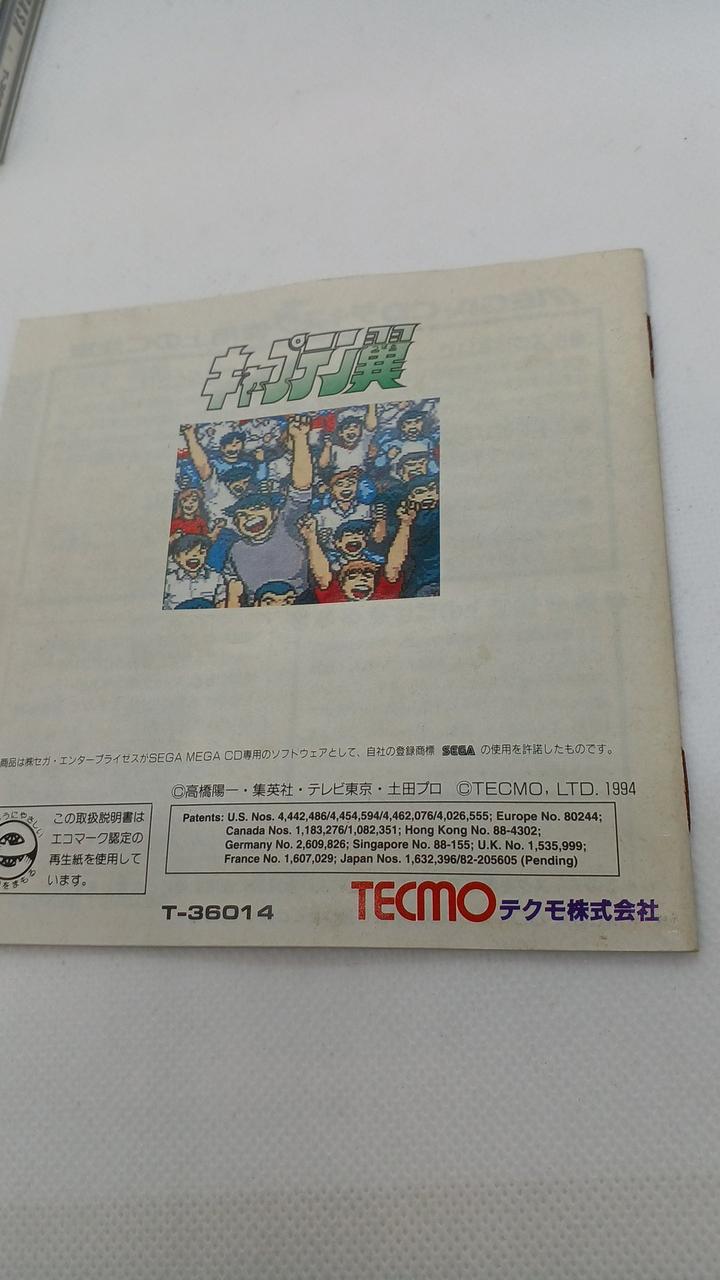 キャプテン翼
商品は㈱セガ・エンタープライゼスがSEGA MEGA CD専用のソフトウェアとして、自社の登録商標 SEGA の使用を許諾したものです。
©高橋陽一・集英社・テレビ東京・土田プロ ©TECMO, LTD. 1994
この取扱説明書は
エコマーク認定の
再生紙を使用して
います。
Patents: U.S. Nos. 4,442,486/4,454,594/4,462,076/4,026,555; Europe No. 80244;
Canada Nos. 1,183,276/1,082,351; Hong Kong No. 88-4302;
Germany No. 2,609,826; Singapore No. 88-155; U.K. No. 1,535,999;
France No. 1,607,029; Japan Nos. 1,632,396/82-205605 (Pending)
T-36014
TECMO テクモ株式会社